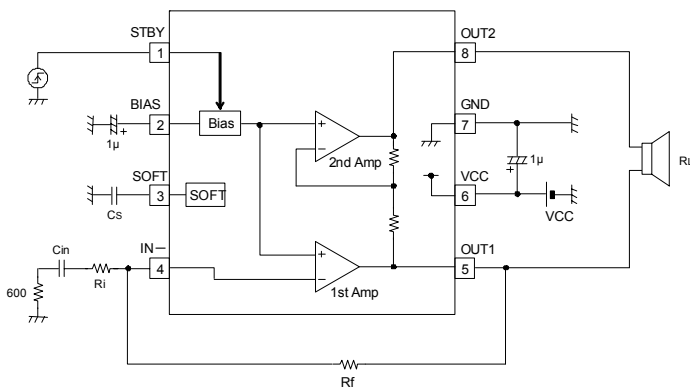 STBY
1
OUT2
8
BIAS
2
1μ
+
Bias
+
−
2nd Amp
GND
7
+
1μ
SOFT
3
SOFT
Cs
VCC
6
VCC
RL
IN−
4
Cin
Ri
600
+
−
1st Amp
OUT1
5
Rf